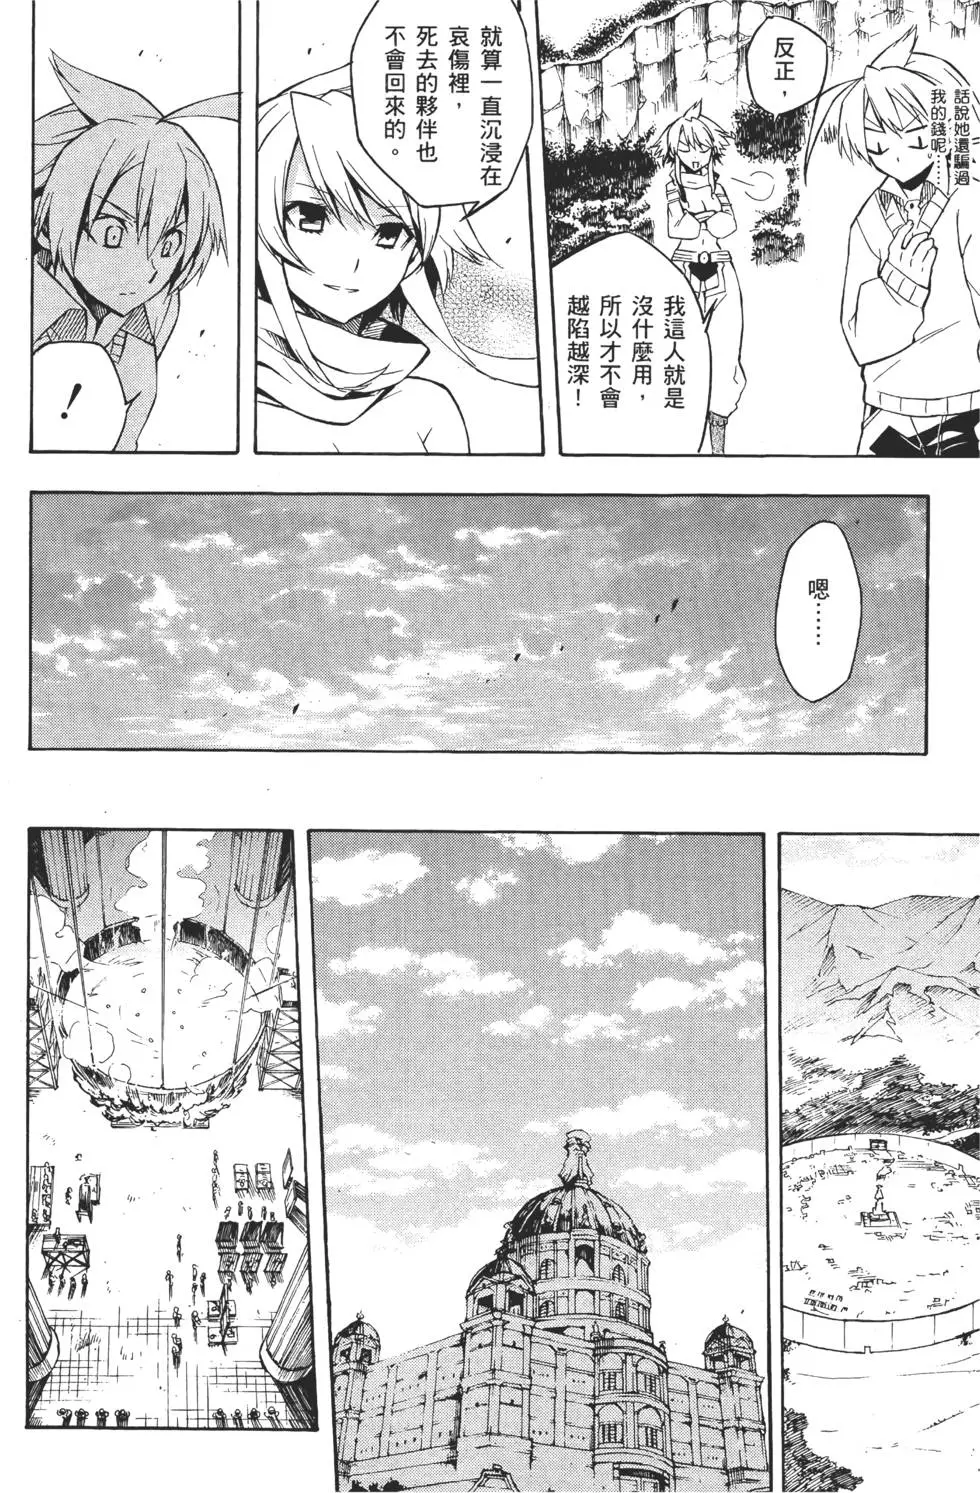 話說她還騙過
我的錢呢……
反正，
我這人就是
沒什麼用，
所以才不會
越陷越深！
就算一直沉浸在
哀傷裡，
死去的夥伴也
不會回來的。
！
嗯……